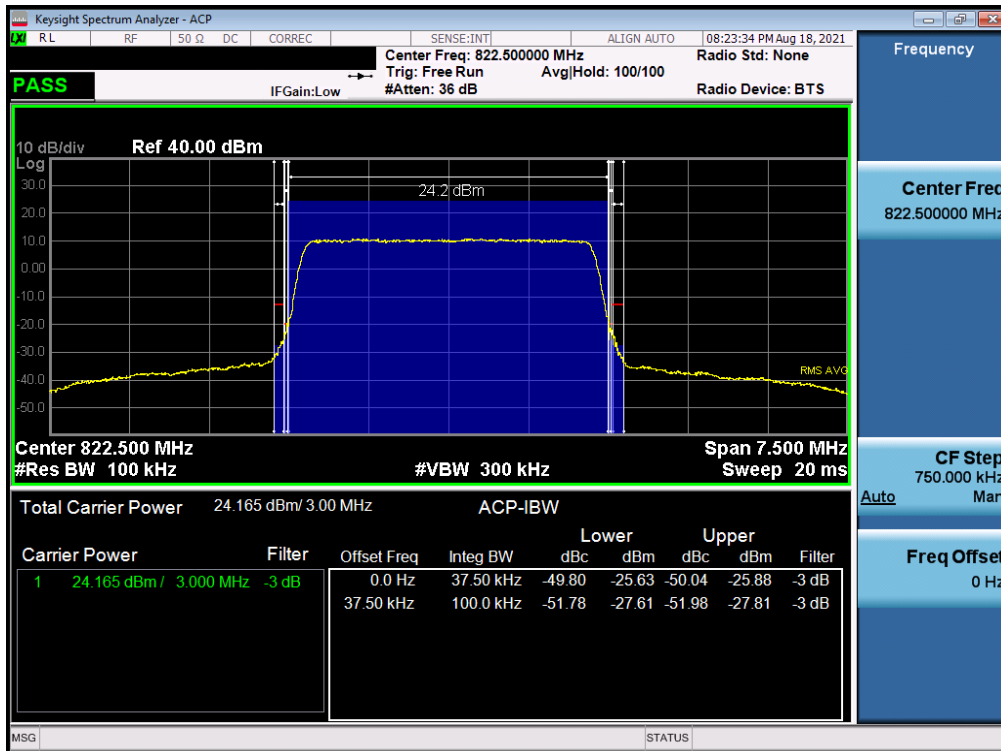 Keysight Spectrum Analyzer - ACP
LXI RL RF 50 Ω DC CORREC SENSE:INT ALIGN AUTO 08:23:34 PM Aug 18, 2021
Center Freq: 822.500000 MHz Radio Std: None
Trig: Free Run Avg|Hold: 100/100
PASS IFGain:Low #Atten: 36 dB Radio Device: BTS
Frequency
10 dB/div Ref 40.00 dBm
Log
30.0
24.2 dBm
20.0
10.0
0.00
-10.0
-20.0
-30.0
-40.0
RMS AVG
-50.0
Center 822.500 MHz Span 7.500 MHz
#Res BW 100 kHz #VBW 300 kHz Sweep 20 ms
Center Freq
822.500000 MHz
CF Step
750.000 kHz
Auto Man
Freq Offset
0 Hz
Total Carrier Power 24.165 dBm/ 3.00 MHz ACP-IBW
Lower Upper
Carrier Power Filter Offset Freq Integ BW dBc dBm dBc dBm Filter
1 24.165 dBm / 3.000 MHz -3 dB 0.0 Hz 37.50 kHz -49.80 -25.63 -50.04 -25.88 -3 dB
37.50 kHz 100.0 kHz -51.78 -27.61 -51.98 -27.81 -3 dB
MSG STATUS